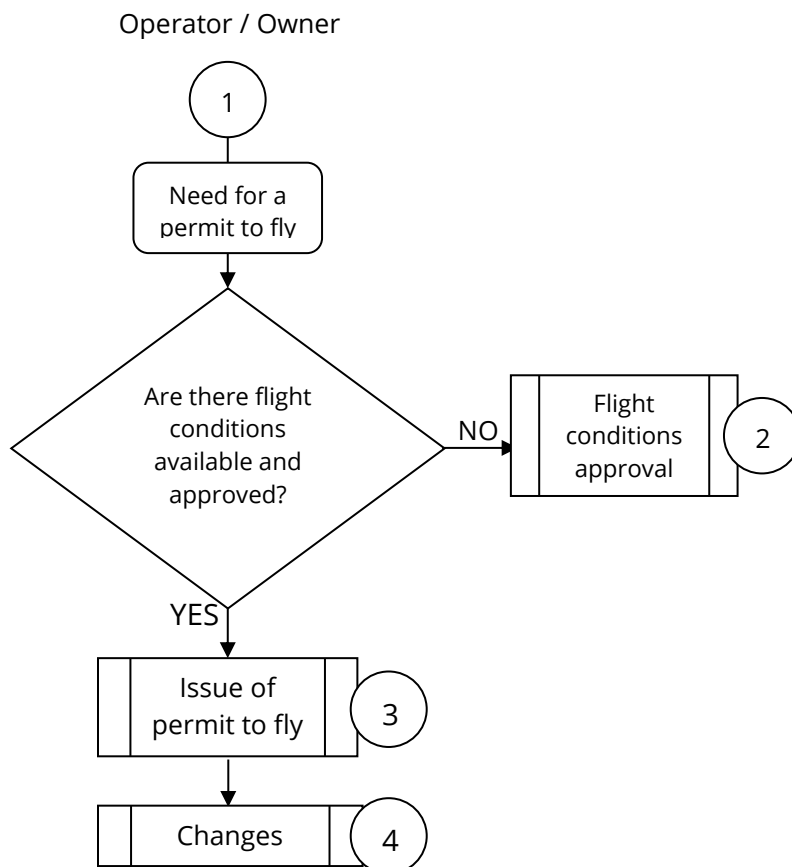 Operator / Owner
1
Need for a
permit to fly
Are there flight
conditions
available and
approved?
NO
Flight
conditions
approval
2
YES
Issue of
permit to fly
3
Changes
4